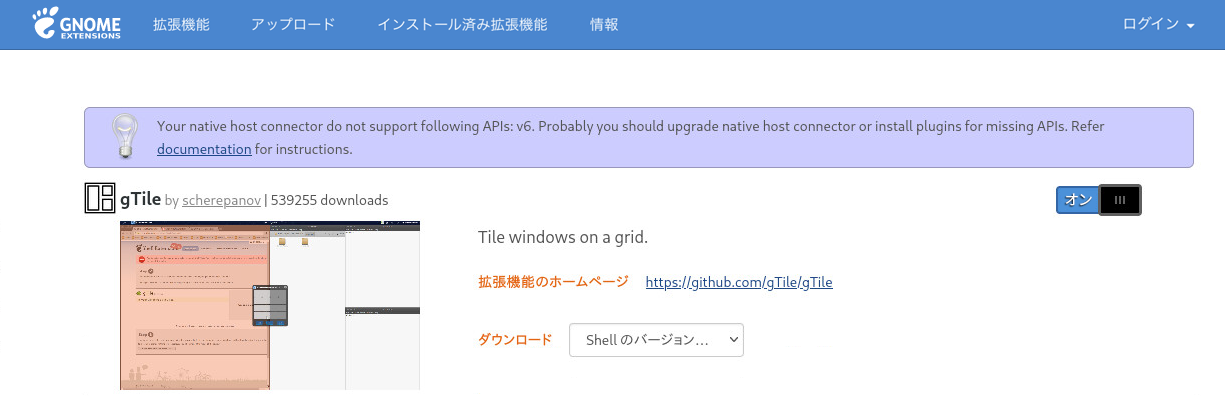 GNOME
EXTENSIONS
拡張機能
アップロード
インストール済み拡張機能
情報
ログイン
Your native host connector do not support following APIs: v6. Probably you should upgrade native host connector or install plugins for missing APIs. Refer
documentation for instructions.
gTile by scherepanov | 539255 downloads
オン
Tile windows on a grid.
拡張機能のホームページ https://github.com/gTile/gTile
ダウンロード Shell のバージョン...